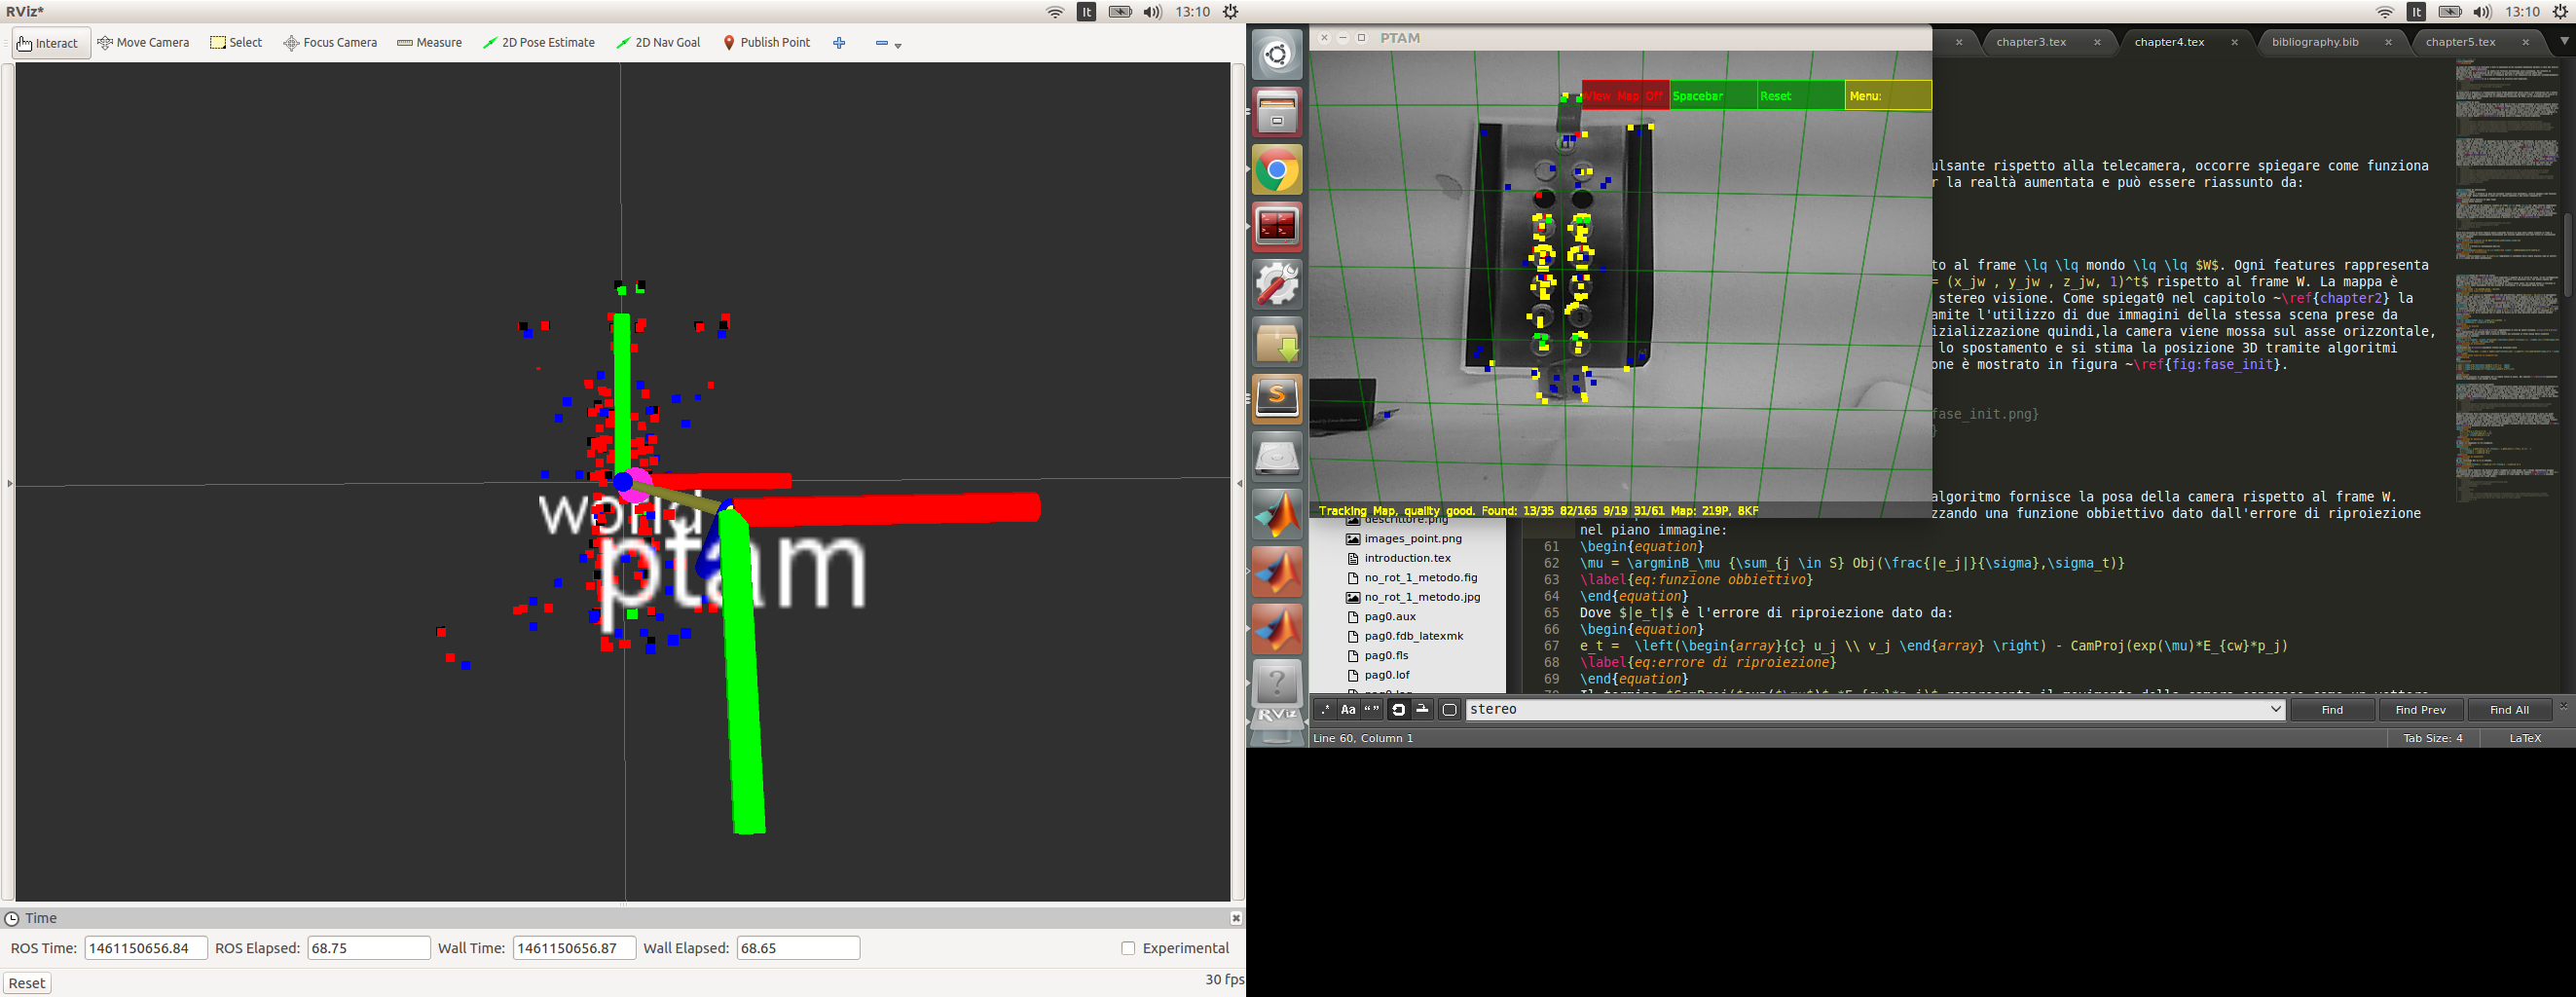 RViz*
It
13:10
It
13:10
Interact
Move Camera
Select
Focus Camera
Measure
2D Pose Estimate
2D Nav Goal
Publish Point
world
ptam
Time
ROS Time: 1461150656.84 ROS Elapsed: 68.75 Wall Time: 1461150656.87 Wall Elapsed: 68.65 Experimental
Reset
30 fps
PTAM
View Map Off Spacebar Reset Menu:
Tracking Map, quality good. Found: 13/35 82/165 9/19 31/61 Map: 219P, 8KF
chapter3.tex
chapter4.tex
bibliography.bib
chapter5.tex
ulsante rispetto alla telecamera, occorre spiegare come funziona
r la realtà aumentata e può essere riassunto da:
to al frame \lq \lq mondo \lq \lq $W$. Ogni features rappresenta
= (x_jw , y_jw , z_jw, 1)^t$ rispetto al frame W. La mappa è
stereo visione. Come spiegat0 nel capitolo ~\ref{chapter2} la
amite l'utilizzo di due immagini della stessa scena prese da
izializzazione quindi,la camera viene mossa sul asse orizzontale,
lo spostamento e si stima la posizione 3D tramite algoritmi
one è mostrato in figura ~\ref{fig:fase_init}.
fase_init.png}
}
algoritmo fornisce la posa della camera rispetto al frame W.
zzando una funzione obbiettivo dato dall'errore di riproiezione
nel piano immagine:
61 \begin{equation}
62 \mu = \argminB_\mu {\sum_{j \in S} Obj(\frac{|e_j|}{\sigma},\sigma_t)}
63 \label{eq:funzione obbiettivo}
64 \end{equation}
65 Dove $|e_t|$ è l'errore di riproiezione dato da:
66 \begin{equation}
67 e_t = \left(\begin{array}{c} u_j \\ v_j \end{array} \right) - CamProj(exp(\mu)*E_{cw}*p_j)
68 \label{eq:errore di riproiezione}
69 \end{equation}
descrittore.png
images_point.png
introduction.tex
no_rot_1_metodo.fig
no_rot_1_metodo.jpg
pag0.aux
pag0.fdb_latexmk
pag0.fls
pag0.lof
RViz
.* Aa “ ” stereo Find Find Prev Find All
Line 60, Column 1
Tab Size: 4
LaTeX